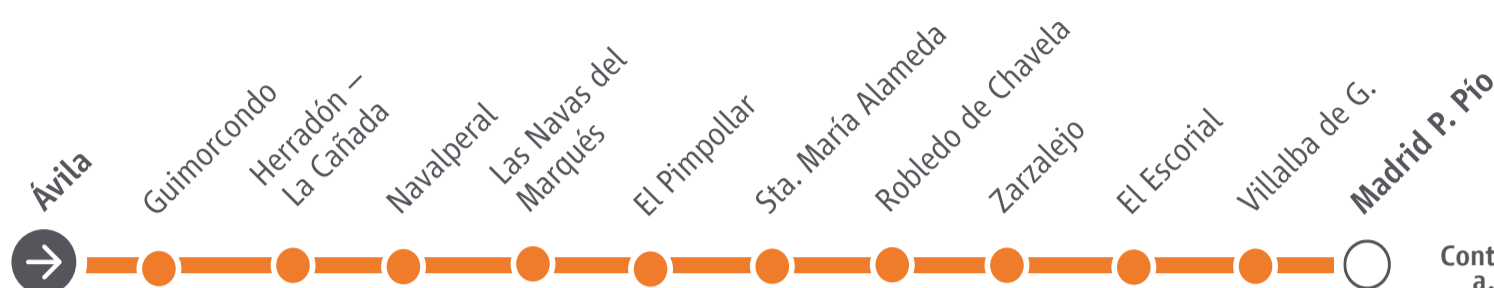 Ávila
Guimorcondo
Herradón –
La Cañada
Navalperal
Las Navas del
Marqués
El Pimpollar
Sta. María Alameda
Robledo de Chavela
Zarzalejo
El Escorial
Villalba de G.
Madrid P. Pío
Cont
a.